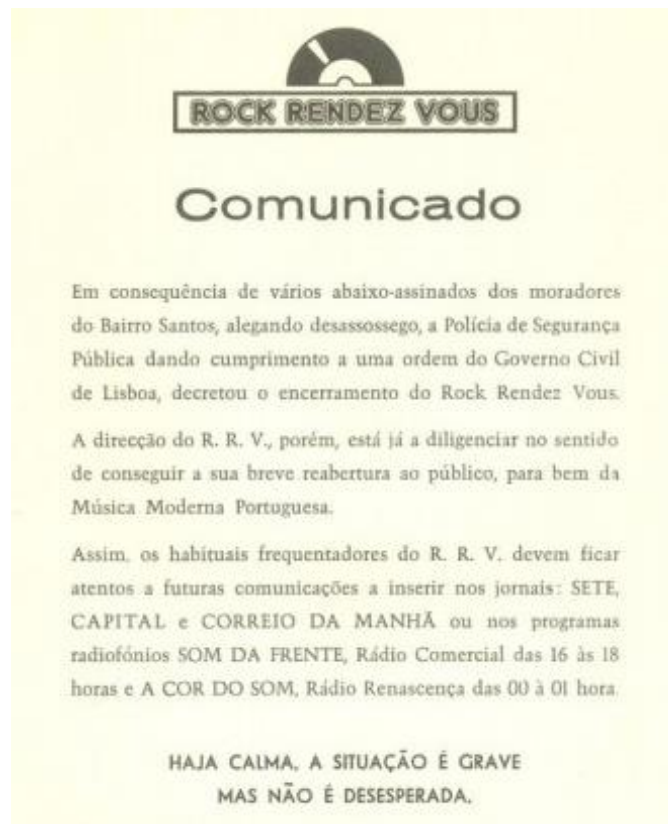 ROCK RENDEZ VOUS
Comunicado
Em consequência de vários abaixo-assinados dos moradores
do Bairro Santos, alegando desassossego, a Polícia de Segurança
Pública dando cumprimento a uma ordem do Governo Civil
de Lisboa, decretou o encerramento do Rock Rendez Vous.
A direcção do R. R. V., porém, está já a diligenciar no sentido
de conseguir a sua breve reabertura ao público, para bem da
Música Moderna Portuguesa.
Assim, os habituais frequentadores do R. R. V. devem ficar
atentos a futuras comunicações a inserir nos jornais: SETE,
CAPITAL e CORREIO DA MANHÃ ou nos programas
radiofónios SOM DA FRENTE, Rádio Comercial das 16 às 18
horas e A COR DO SOM, Rádio Renascença das 00 à 01 hora.
HAJA CALMA, A SITUAÇÃO É GRAVE
MAS NÃO É DESESPERADA.